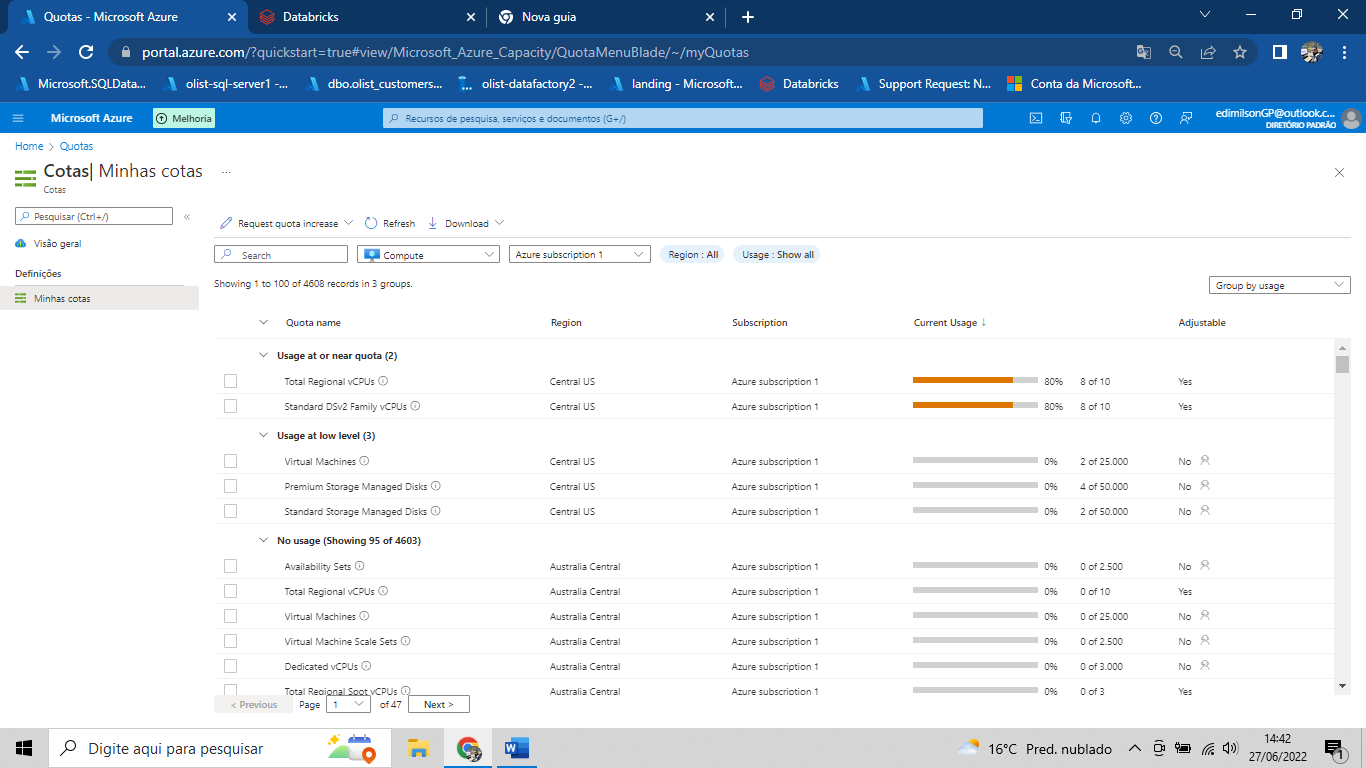 Quotas - Microsoft Azure
Databricks
Nova guia
portal.azure.com/?quickstart=true#view/Microsoft_Azure_Capacity/QuotaMenuBlade/~/myQuotas
Microsoft.SQLData... olist-sql-server1 -... dbo.olist_customers... olist-datafactory2 -... landing - Microsoft... Databricks Support Request: N... Conta da Microsoft...
Microsoft Azure
Melhoria
Recursos de pesquisa, serviços e documentos (G+/)
edimilsonGP@outlook.c...
DIRETÓRIO PADRÃO
Home > Quotas
Cotas| Minhas cotas ...
Cotas
Pesquisar (Ctrl+/) «
Visão geral
Definições
Minhas cotas
Request quota increase Refresh Download
Search Compute Azure subscription 1 Region : All Usage : Show all
Showing 1 to 100 of 4608 records in 3 groups.
Group by usage
Quota name Region Subscription Current Usage ↓ Adjustable
Usage at or near quota (2)
Total Regional vCPUs Central US Azure subscription 1 80% 8 of 10 Yes
Standard DSv2 Family vCPUs Central US Azure subscription 1 80% 8 of 10 Yes
Usage at low level (3)
Virtual Machines Central US Azure subscription 1 0% 2 of 25.000 No
Premium Storage Managed Disks Central US Azure subscription 1 0% 4 of 50.000 No
Standard Storage Managed Disks Central US Azure subscription 1 0% 2 of 50.000 No
No usage (Showing 95 of 4603)
Availability Sets Australia Central Azure subscription 1 0% 0 of 2.500 No
Total Regional vCPUs Australia Central Azure subscription 1 0% 0 of 10 Yes
Virtual Machines Australia Central Azure subscription 1 0% 0 of 25.000 No
Virtual Machine Scale Sets Australia Central Azure subscription 1 0% 0 of 2.500 No
Dedicated vCPUs Australia Central Azure subscription 1 0% 0 of 3.000 No
Total Regional Spot vCPUs Australia Central Azure subscription 1 0% 0 of 3 Yes
< Previous Page 1 of 47 Next >
Digite aqui para pesquisar
16°C Pred. nublado
14:42
27/06/2022
1